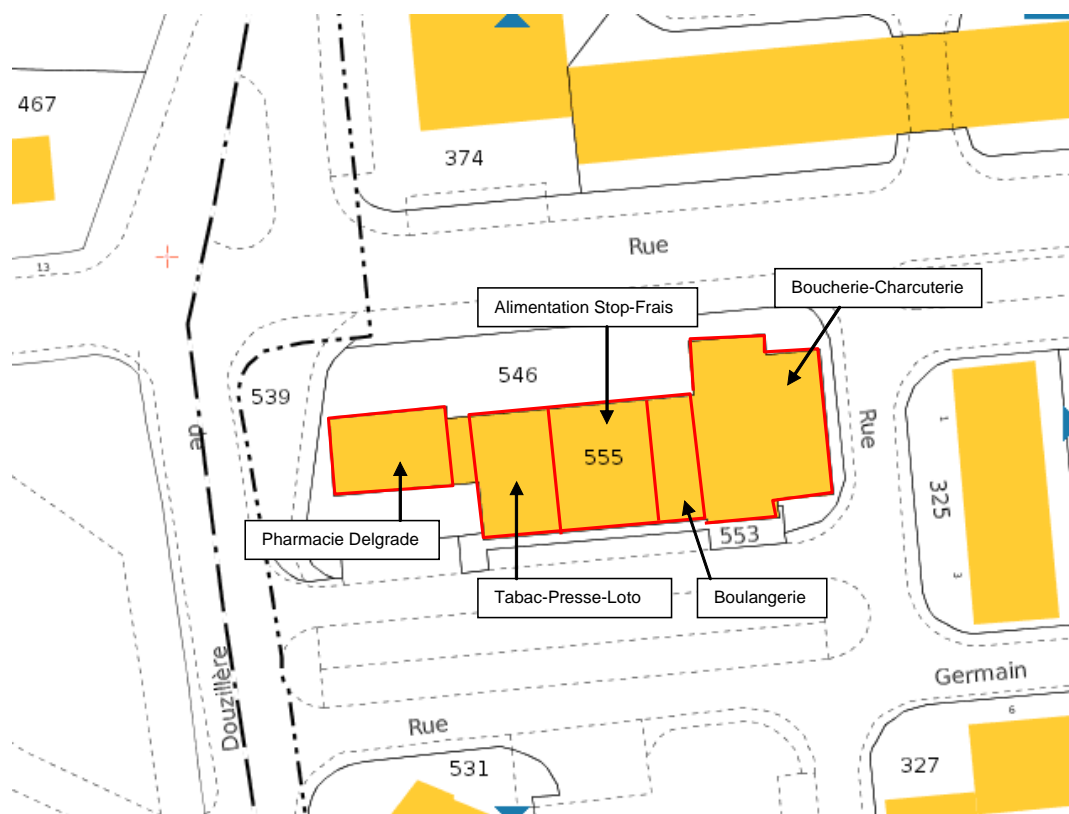 467
374
13
Rue
Boucherie-Charcuterie
Alimentation Stop-Frais
546
539
de
Rue
555
1
325
553
Pharmacie Delgrade
3
Tabac-Presse-Loto
Boulangerie
Douzillère
Germain
6
Rue
531
327